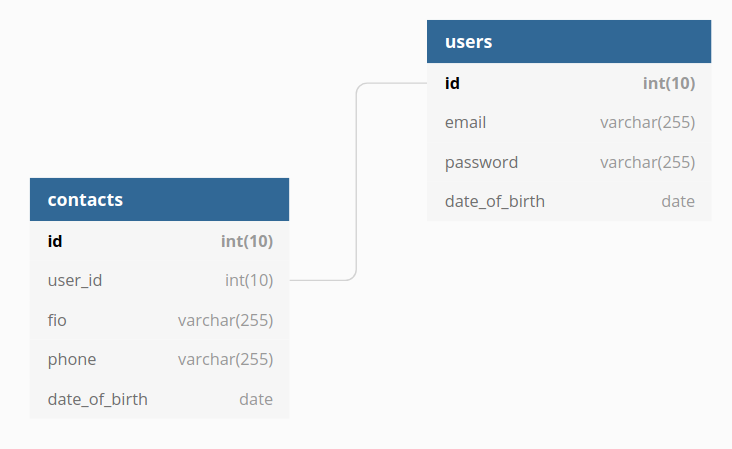 users
id int(10)
email varchar(255)
password varchar(255)
date_of_birth date
contacts
id int(10)
user_id int(10)
fio varchar(255)
phone varchar(255)
date_of_birth date